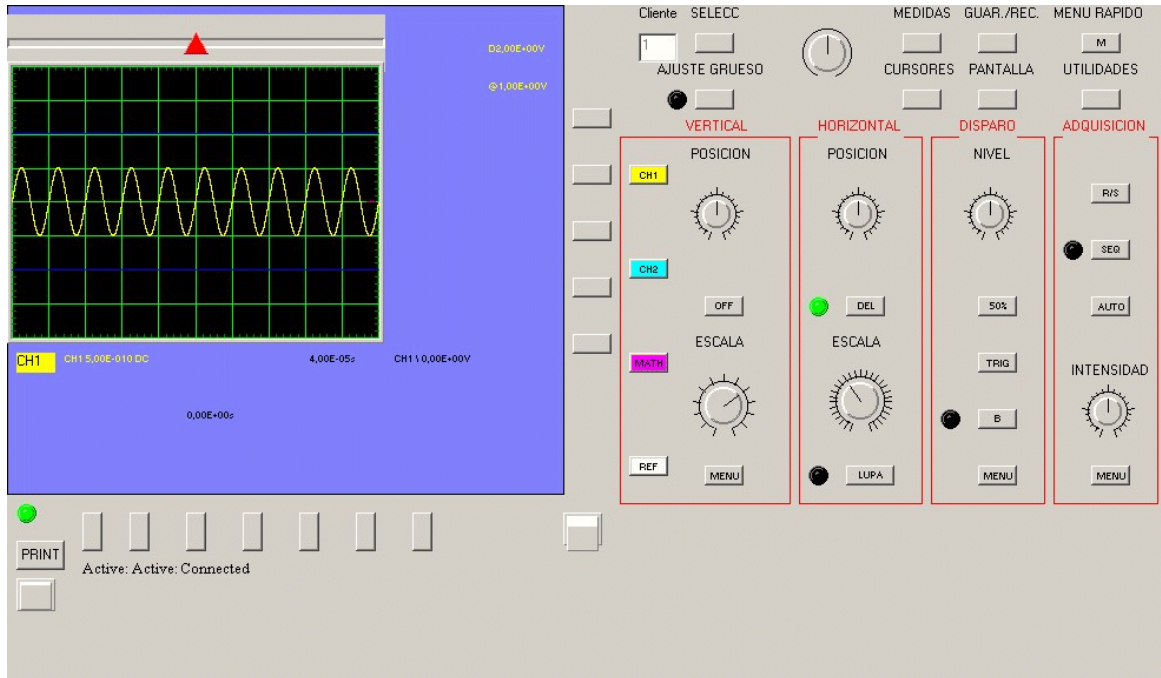 Cliente SELECC MEDIDAS GUAR./REC. MENU RAPIDO
1 M
D2,00E+00V
AJUSTE GRUESO CURSORES PANTALLA UTILIDADES
@1,00E+00V
VERTICAL HORIZONTAL DISPARO ADQUISICION
POSICION POSICION NIVEL
CH1 R/S
SEQ
CH2
OFF DEL 50% AUTO
ESCALA ESCALA
CH1 CH1 5,00E-010 DC 4,00E-05s CH1 \ 0,00E+00V
MATH TRIG INTENSIDAD
0,00E+00s
B
REF MENU LUPA MENU MENU
PRINT
Active: Active: Connected